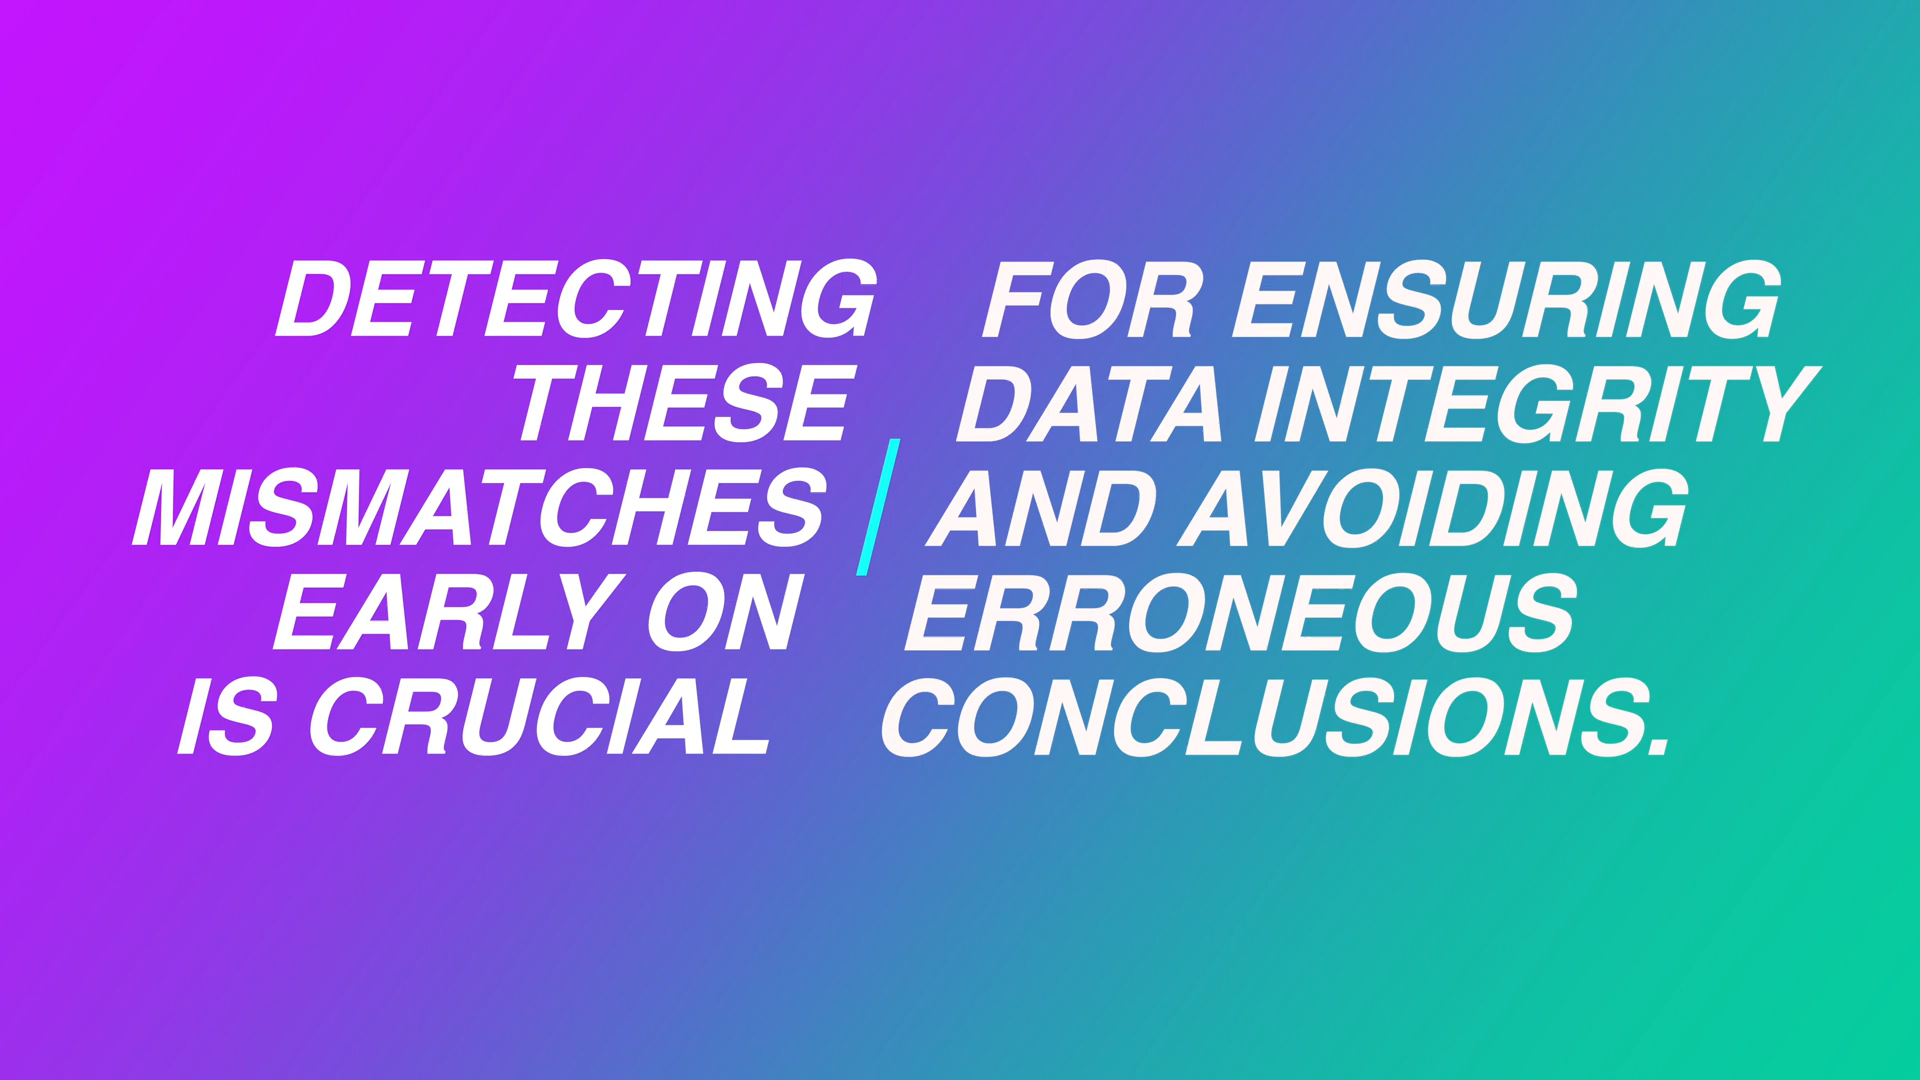 DETECTING
THESE
MISMATCHES
EARLY ON
IS CRUCIAL
FOR ENSURING
DATA INTEGRITY
AND AVOIDING
ERRONEOUS
CONCLUSIONS.